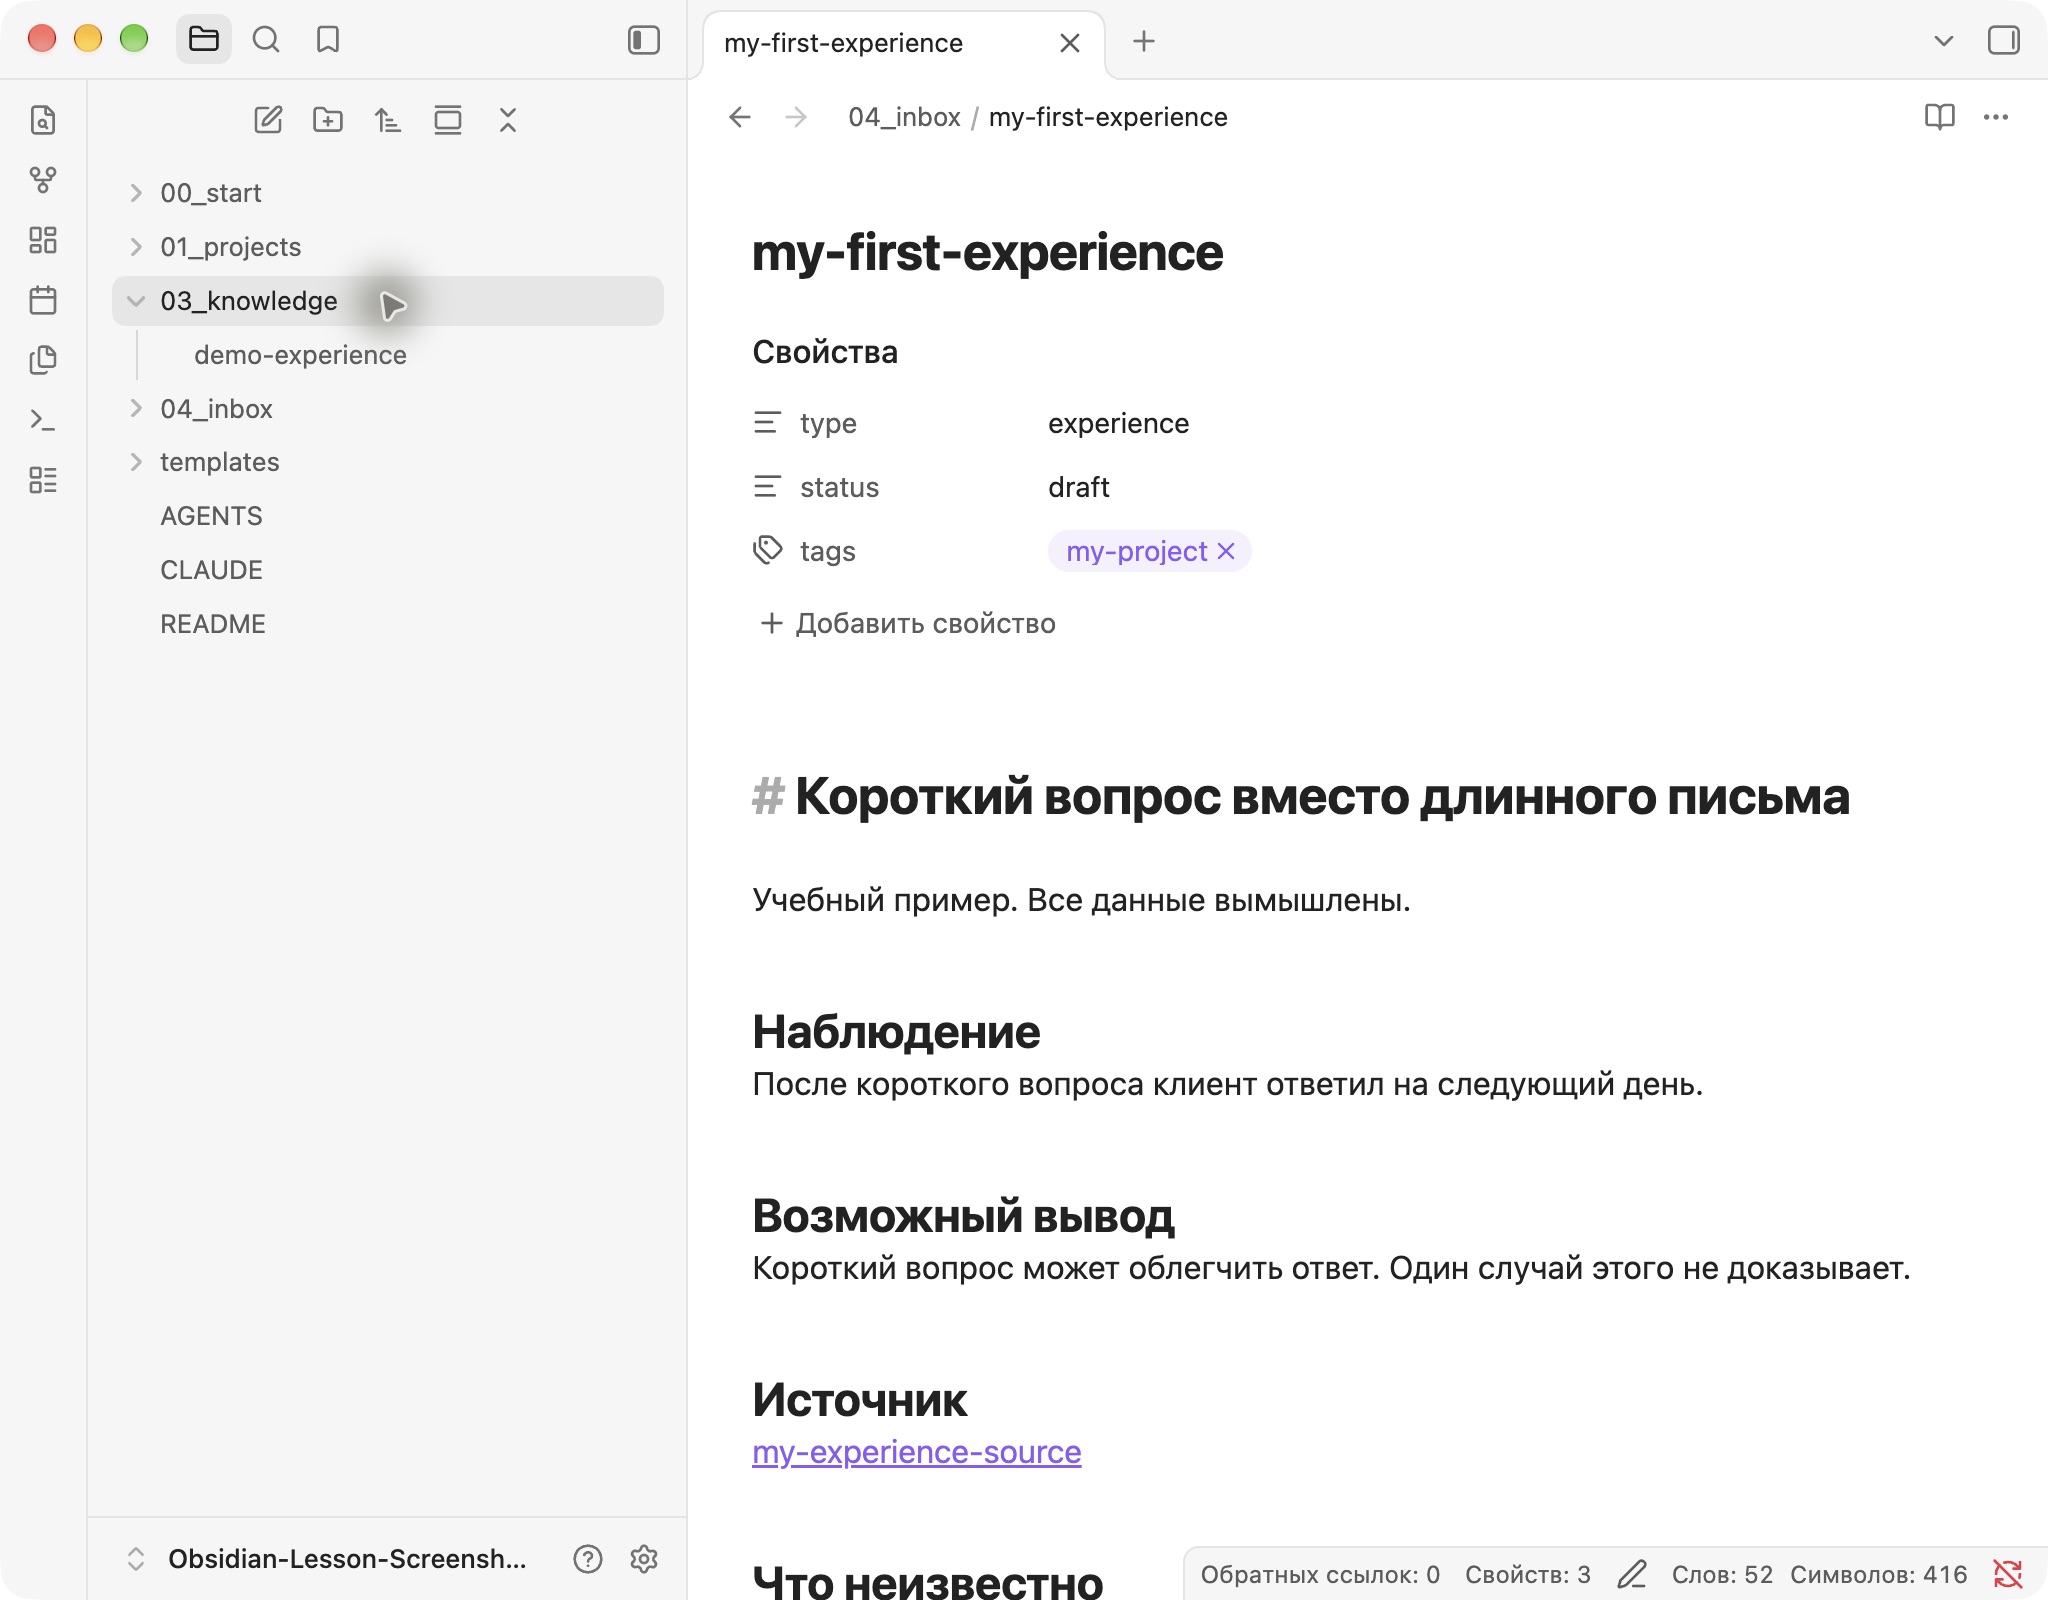 my-first-experience
04_inbox / my-first-experience
00_start
01_projects
03_knowledge
demo-experience
04_inbox
templates
AGENTS
CLAUDE
README
Obsidian-Lesson-Screensh...
my-first-experience
Свойства
type experience
status draft
tags my-project
Добавить свойство
# Короткий вопрос вместо длинного письма
Учебный пример. Все данные вымышлены.
Наблюдение
После короткого вопроса клиент ответил на следующий день.
Возможный вывод
Короткий вопрос может облегчить ответ. Один случай этого не доказывает.
Источник
my-experience-source
Что неизвестно
Обратных ссылок: 0 Свойств: 3 Слов: 52 Символов: 416